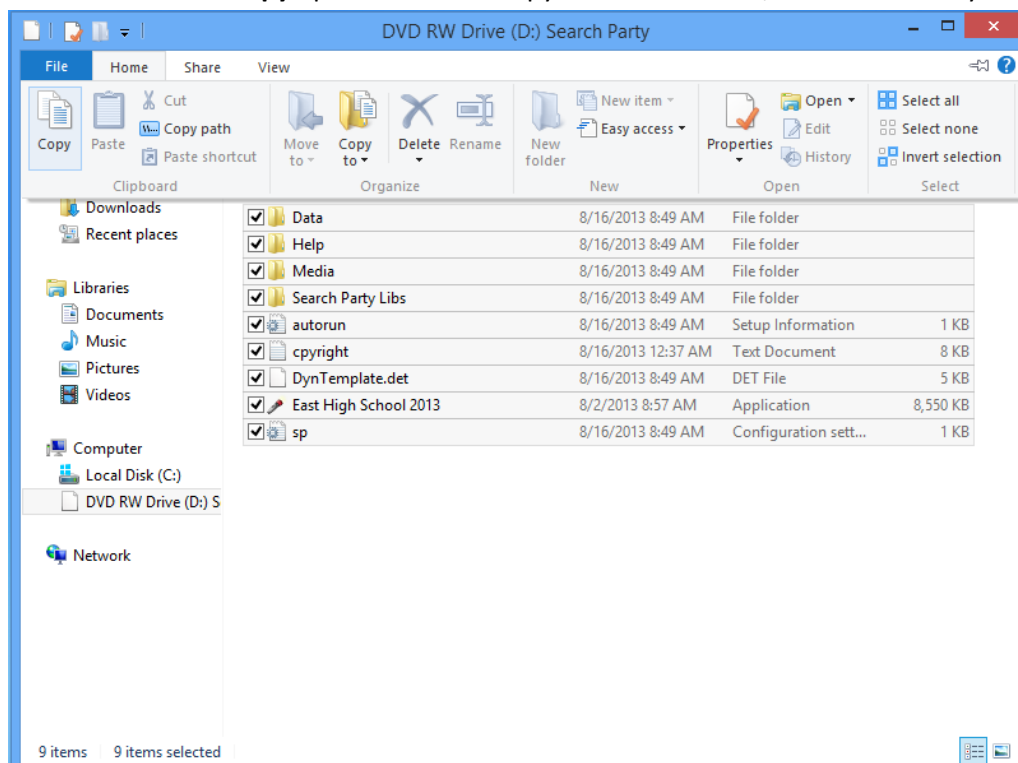 DVD RW Drive (D:) Search Party
File Home Share View
Copy
Paste
Cut
Copy path
Paste shortcut
Clipboard
Move to
Copy to
Delete
Rename
Organize
New folder
New item
Easy access
New
Properties
Open
Edit
History
Open
Select all
Select none
Invert selection
Select
Downloads
Recent places
Libraries
Documents
Music
Pictures
Videos
Computer
Local Disk (C:)
DVD RW Drive (D:) S
Network
Data 8/16/2013 8:49 AM File folder
Help 8/16/2013 8:49 AM File folder
Media 8/16/2013 8:49 AM File folder
Search Party Libs 8/16/2013 8:49 AM File folder
autorun 8/16/2013 8:49 AM Setup Information 1 KB
cpyright 8/16/2013 12:37 AM Text Document 8 KB
DynTemplate.det 8/16/2013 8:49 AM DET File 5 KB
East High School 2013 8/2/2013 8:57 AM Application 8,550 KB
sp 8/16/2013 8:49 AM Configuration sett... 1 KB
9 items 9 items selected